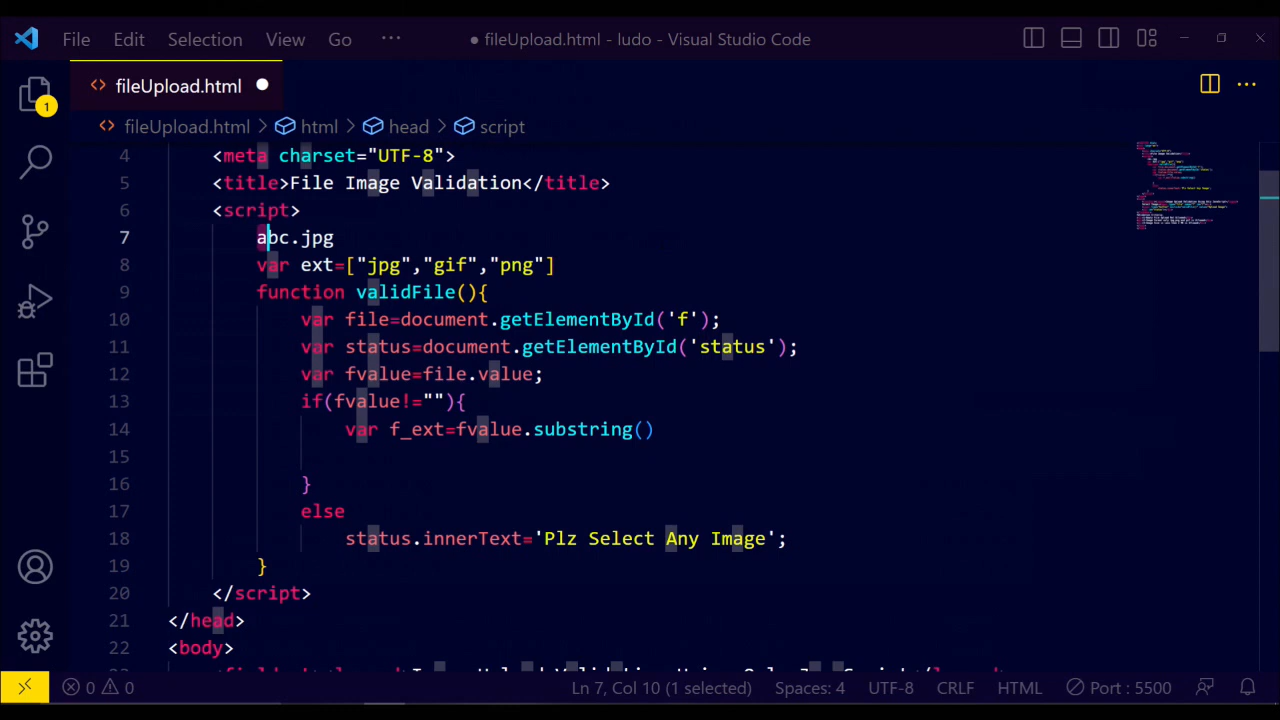 File Edit Selection View Go ··· ● fileUpload.html - ludo - Visual Studio Code
<> fileUpload.html ●
1
<> fileUpload.html > html > head > script
4 <meta charset="UTF-8">
5 <title>File Image Validation</title>
6 <script>
7 abc.jpg
8 var ext=["jpg","gif","png"]
9 function validFile(){
10 var file=document.getElementById('f');
11 var status=document.getElementById('status');
12 var fvalue=file.value;
13 if(fvalue!=""){
14 var f_ext=fvalue.substring()
15
16 }
17 else
18 status.innerText='Plz Select Any Image';
19 }
20 </script>
21 </head>
22 <body>
0 0 Ln 7, Col 10 (1 selected) Spaces: 4 UTF-8 CRLF HTML Port : 5500